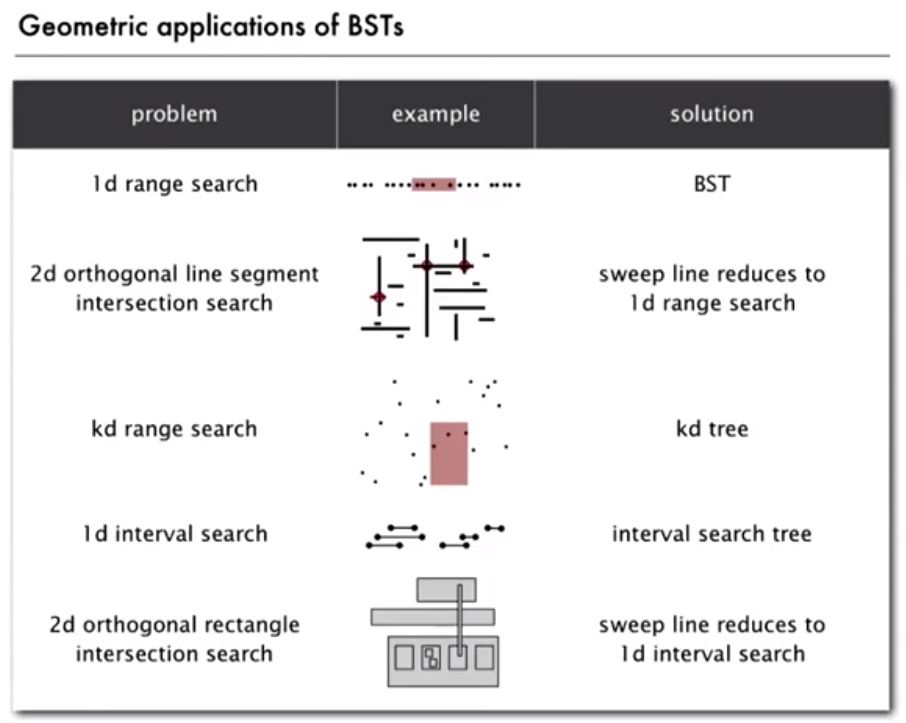 Geometric applications of BSTs
problem example solution
1d range search BST
2d orthogonal line segment
intersection search
sweep line reduces to
1d range search
kd range search kd tree
1d interval search interval search tree
2d orthogonal rectangle
intersection search
sweep line reduces to
1d interval search